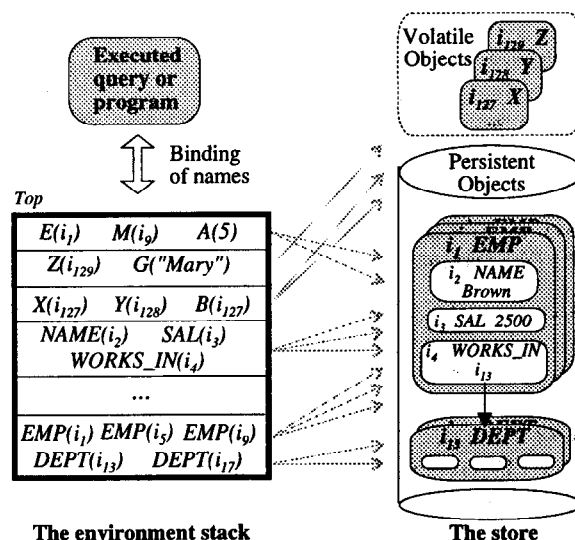 Executed
query or
program
Binding
of names
Top
E(i1) M(i9) A(5)
Z(i129) G("Mary")
X(i127) Y(i128) B(i127)
NAME(i2) SAL(i3)
WORKS_IN(i4)
...
EMP(i1) EMP(i5) EMP(i9)
DEPT(i13) DEPT(i17)
The environment stack
Volatile
Objects
i129 Z
i128 Y
i127 X
...
Persistent
Objects
i1 EMP
i2 NAME
Brown
i3 SAL 2500
i4 WORKS_IN
i13
i13 DEPT
The store